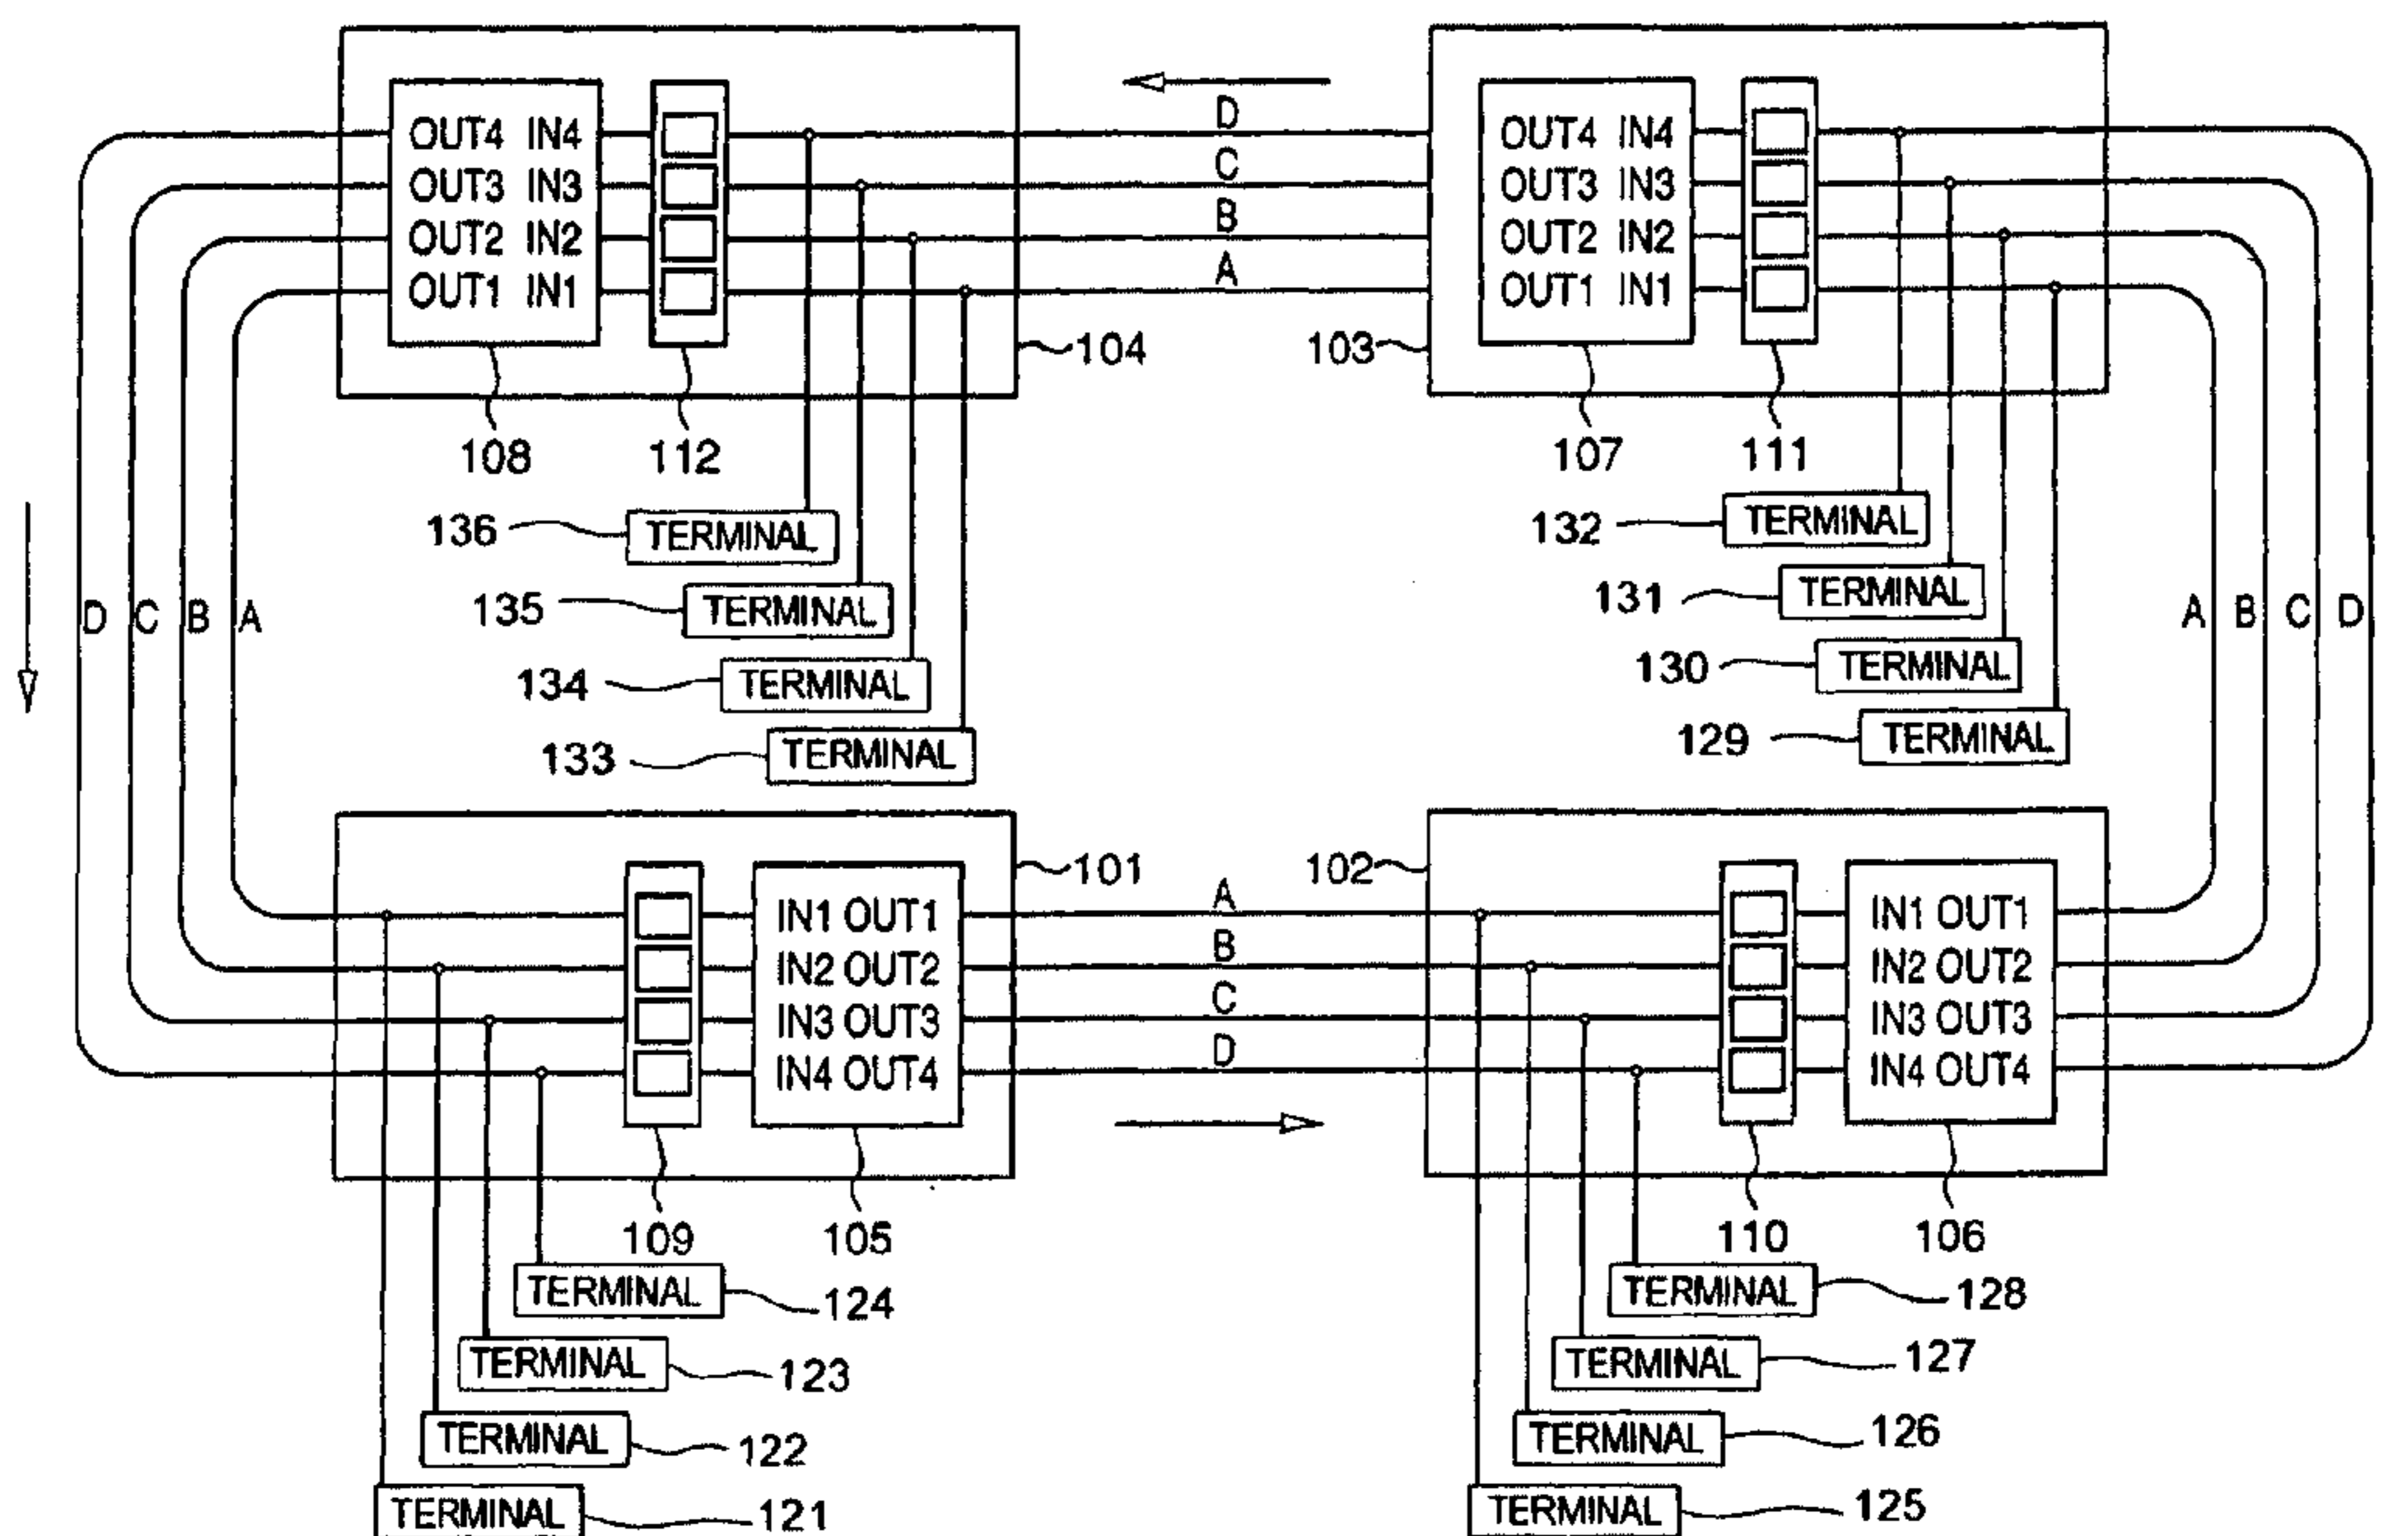 D
OUT4 IN4
OUT3 IN3
OUT2 IN2
OUT1 IN1
C
B
A
OUT4 IN4
OUT3 IN3
OUT2 IN2
OUT1 IN1
104
103
108
112
107
111
136
TERMINAL
132
TERMINAL
135
TERMINAL
131
TERMINAL
D C B A
A B C D
134
TERMINAL
130
TERMINAL
133
TERMINAL
129
TERMINAL
101
102
IN1 OUT1
IN2 OUT2
IN3 OUT3
IN4 OUT4
A
B
C
D
IN1 OUT1
IN2 OUT2
IN3 OUT3
IN4 OUT4
109
105
110
106
TERMINAL
124
TERMINAL
128
TERMINAL
123
TERMINAL
127
TERMINAL
122
TERMINAL
126
TERMINAL
121
TERMINAL
125